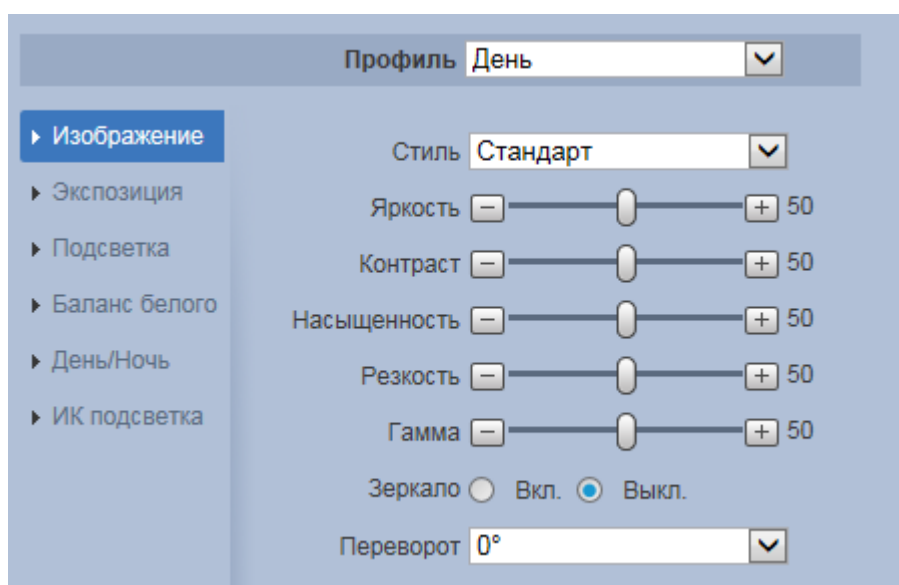 Профиль День
Изображение
Стиль Стандарт
Экспозиция
Яркость 50
Подсветка
Контраст 50
Баланс белого
Насыщенность 50
День/Ночь
Резкость 50
ИК подсветка
Гамма 50
Зеркало Вкл. Выкл.
Переворот 0°